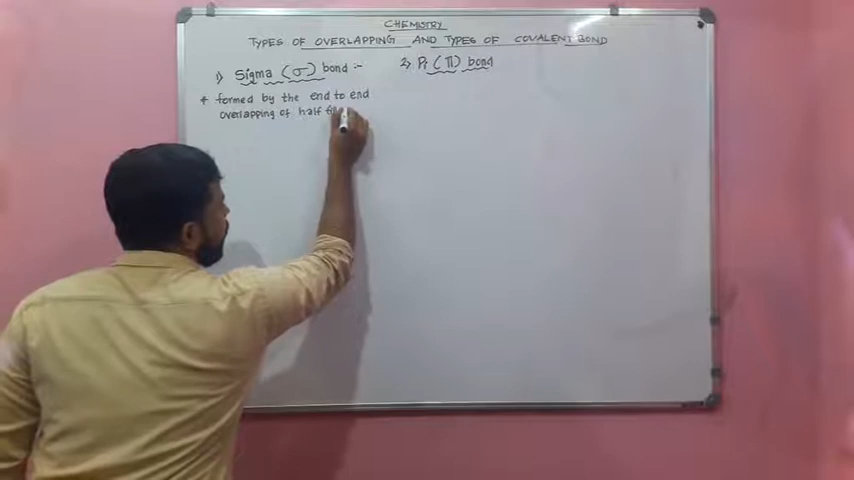 CHEMISTRY
TYPES OF OVERLAPPING AND TYPES OF COVALENT BOND
1) Sigma (σ) bond :-
* formed by the end to end
overlapping of half
2) Pi (π) bond